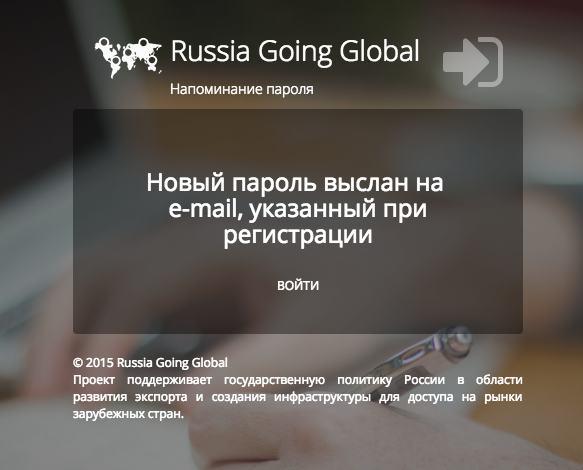 Russia Going Global
Напоминание пароля
Новый пароль выслан на
e-mail, указанный при
регистрации
войти
© 2015 Russia Going Global
Проект поддерживает государственную политику России в области
развития экспорта и создания инфраструктуры для доступа на рынки
зарубежных стран.